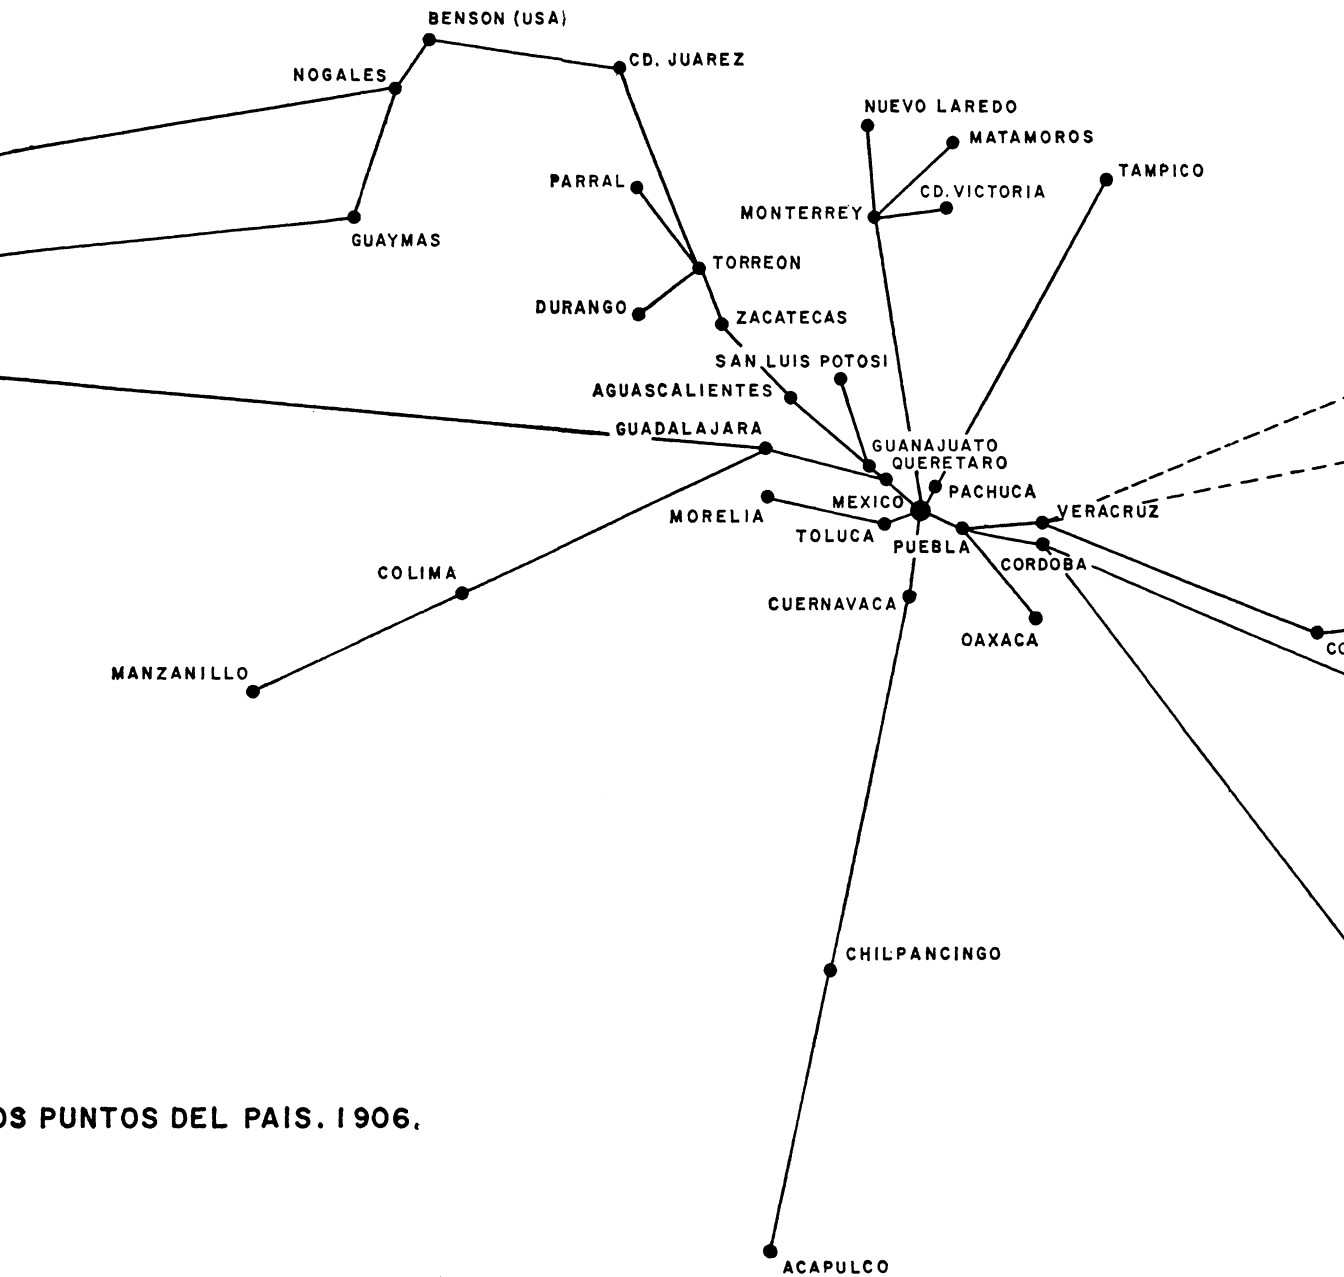 BENSON (USA)
CD. JUAREZ
NOGALES
NUEVO LAREDO
MATAMOROS
TAMPICO
PARRAL
CD. VICTORIA
MONTERREY
GUAYMAS
TORREON
DURANGO
ZACATECAS
SAN LUIS POTOSI
AGUASCALIENTES
GUADALAJARA
GUANAJUATO
QUERETARO
PACHUCA
MEXICO
MORELIA
VERACRUZ
TOLUCA
PUEBLA
CORDOBA
COLIMA
CUERNAVACA
OAXACA
CO
MANZANILLO
CHILPANCINGO
OS PUNTOS DEL PAIS. 1906.
ACAPULCO